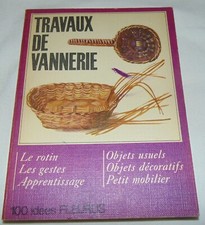 TRAVAUX
DE
VANNERIE
Le rotin
Les gestes
Apprentissage
Objets usuels
Objets décoratifs
Petit mobilier
100 idées FLEURUS